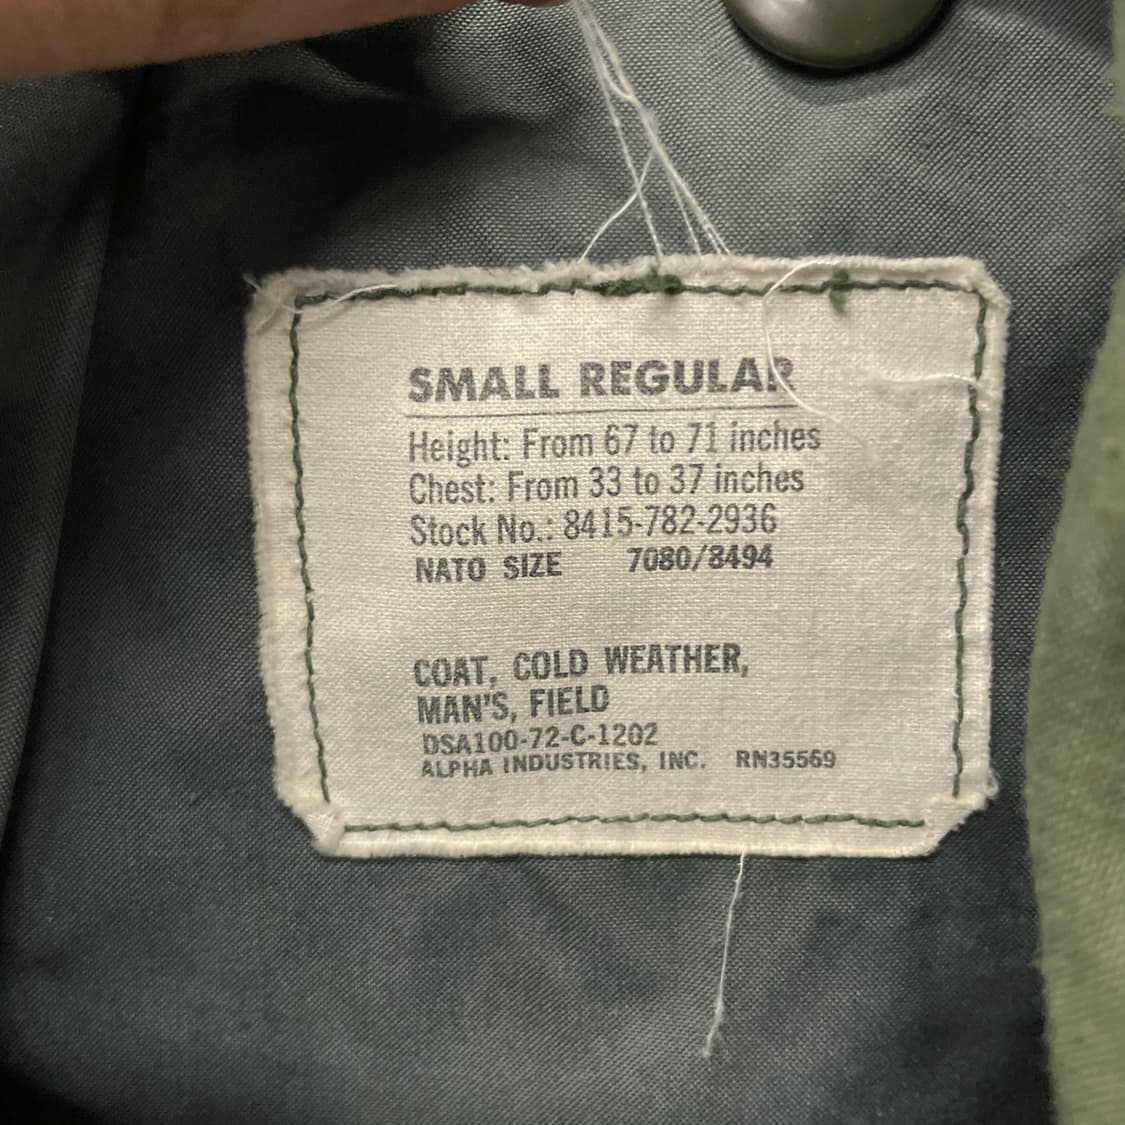 SMALL REGULAR
Height: From 67 to 71 inches
Chest: From 33 to 37 inches
Stock No.: 8415-782-2936
NATO SIZE 7080/8494
COAT, COLD WEATHER,
MAN'S, FIELD
DSA100-72-C-1202
ALPHA INDUSTRIES, INC. RN35569